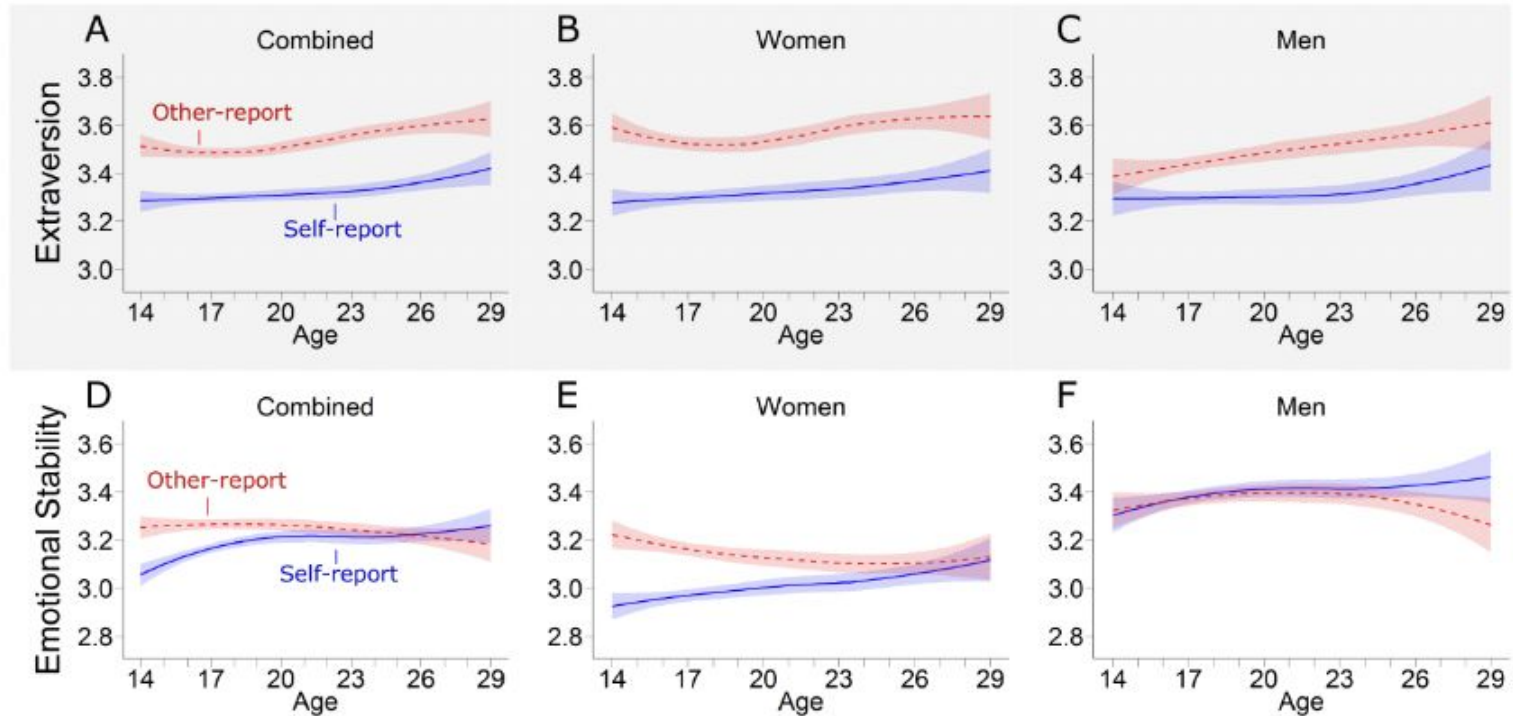 A
Combined
B
Women
C
Men
Extraversion
3.8
3.6
3.4
3.2
3.0
Other-report
Self-report
14 17 20 23 26 29
Age
3.8
3.6
3.4
3.2
3.0
14 17 20 23 26 29
Age
3.8
3.6
3.4
3.2
3.0
14 17 20 23 26 29
Age
D
Combined
E
Women
F
Men
Emotional Stability
3.6
3.4
3.2
3.0
2.8
Other-report
Self-report
14 17 20 23 26 29
Age
3.6
3.4
3.2
3.0
2.8
14 17 20 23 26 29
Age
3.6
3.4
3.2
3.0
2.8
14 17 20 23 26 29
Age